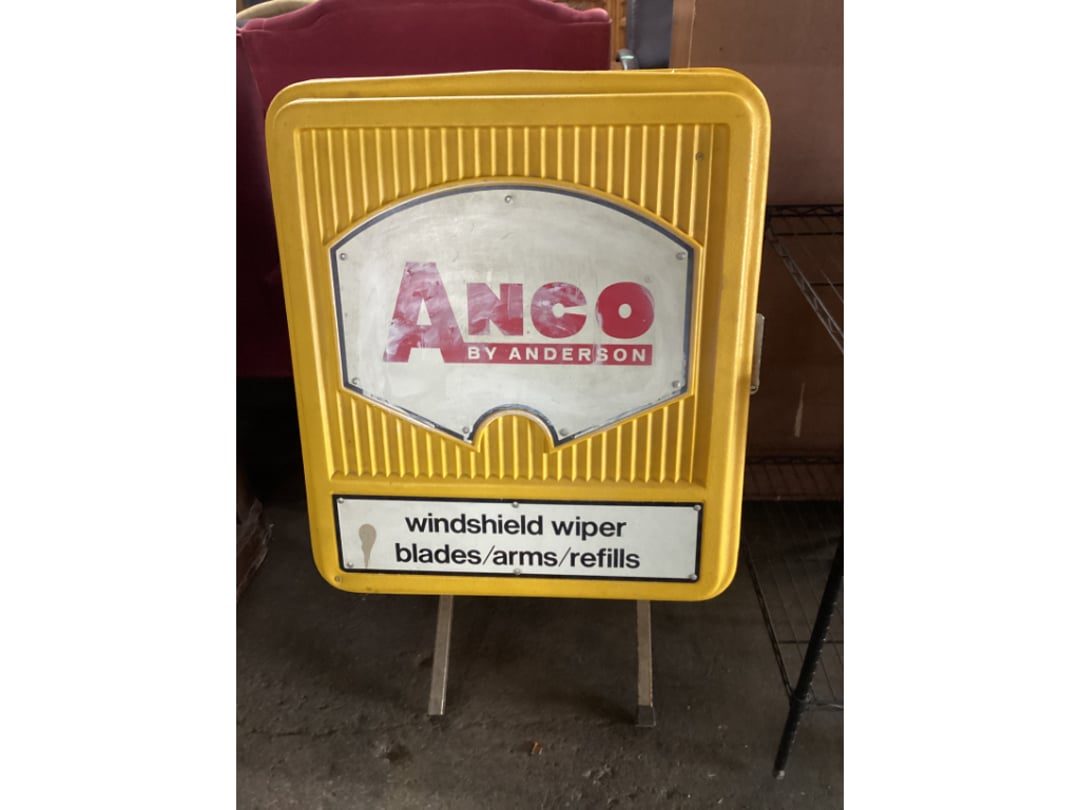 ANCO
BY ANDERSON
windshield wiper
blades/arms/refills